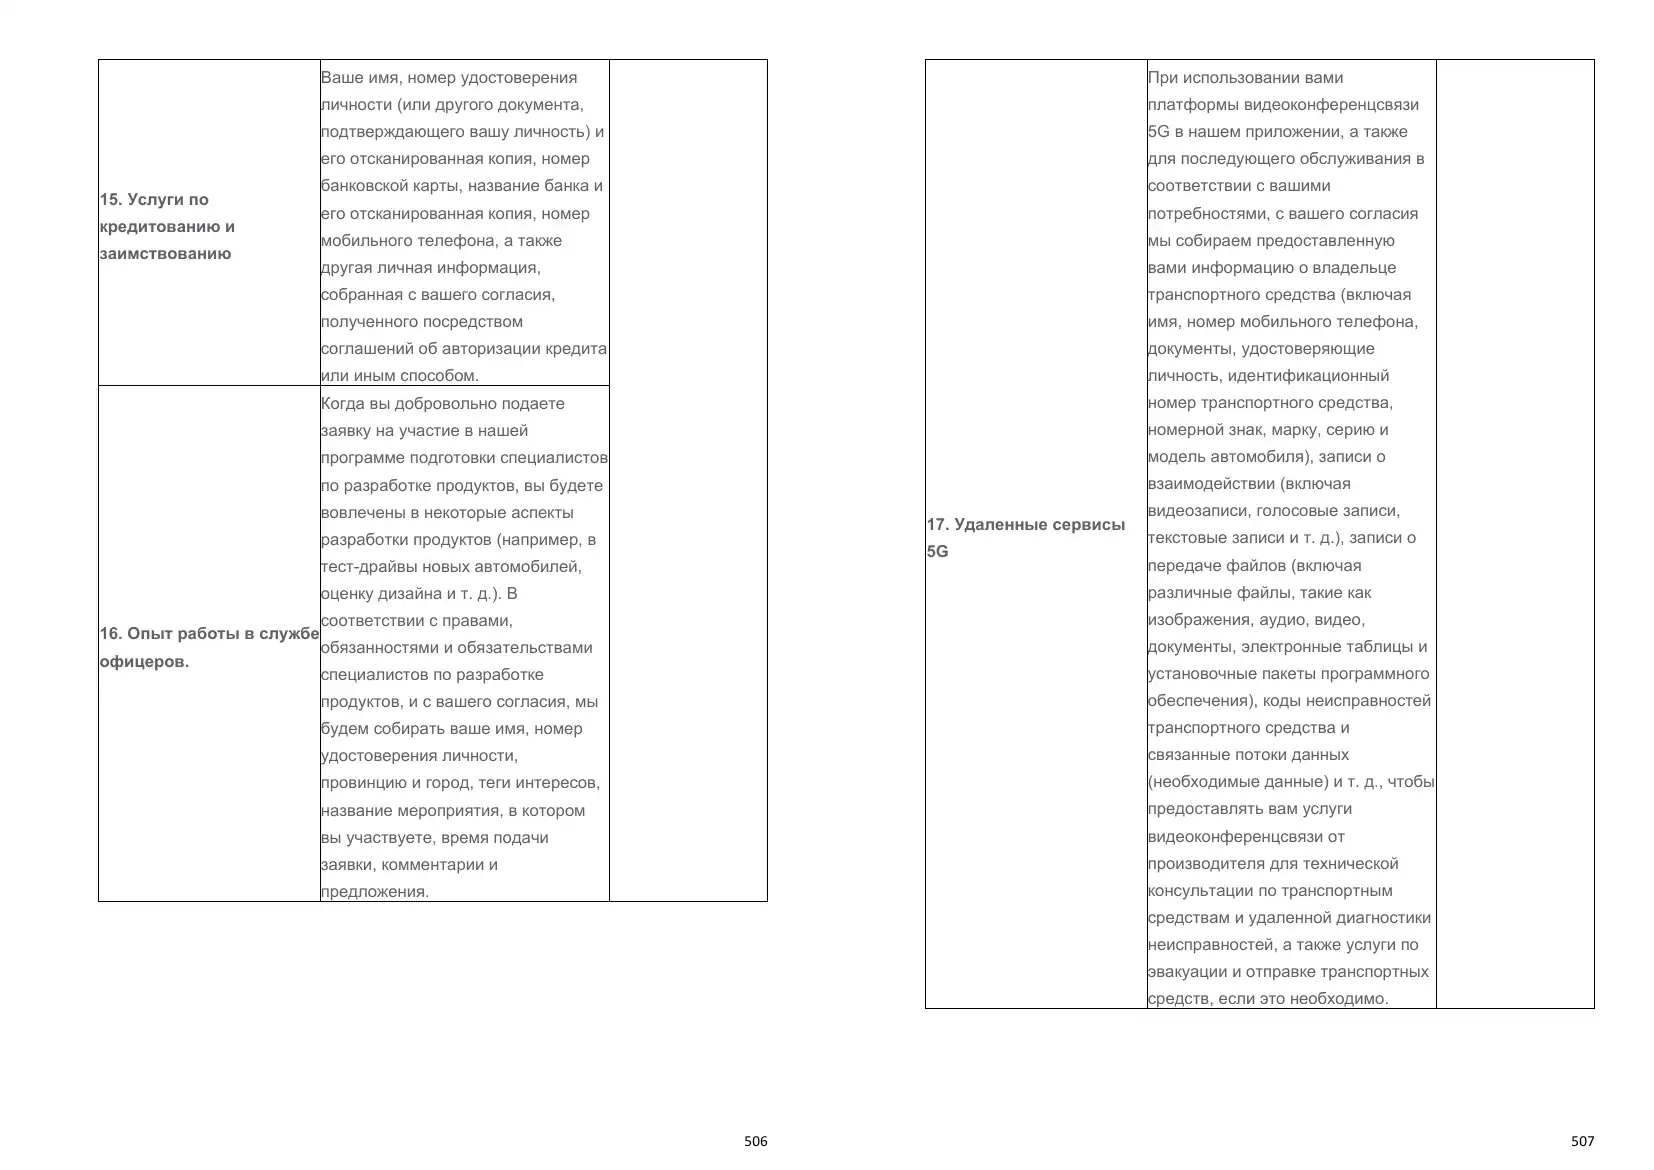 15. Услуги по
кредитованию и
заимствованию
Ваше имя, номер удостоверения
личности (или другого документа,
подтверждающего вашу личность) и
его отсканированная копия, номер
банковской карты, название банка и
его отсканированная копия, номер
мобильного телефона, а также
другая личная информация,
собранная с вашего согласия,
полученного посредством
соглашений об авторизации кредита
или иным способом.
16. Опыт работы в службе
офицеров.
Когда вы добровольно подаете
заявку на участие в нашей
программе подготовки специалистов
по разработке продуктов, вы будете
вовлечены в некоторые аспекты
разработки продуктов (например, в
тест-драйвы новых автомобилей,
оценку дизайна и т. д.). В
соответствии с правами,
обязанностями и обязательствами
специалистов по разработке
продуктов, и с вашего согласия, мы
будем собирать ваше имя, номер
удостоверения личности,
провинцию и город, теги интересов,
название мероприятия, в котором
вы участвуете, время подачи
заявки, комментарии и
предложения.
506
17. Удаленные сервисы
5G
При использовании вами
платформы видеоконференцсвязи
5G в нашем приложении, а также
для последующего обслуживания в
соответствии с вашими
потребностями, с вашего согласия
мы собираем предоставленную
вами информацию о владельце
транспортного средства (включая
имя, номер мобильного телефона,
документы, удостоверяющие
личность, идентификационный
номер транспортного средства,
номерной знак, марку, серию и
модель автомобиля), записи о
взаимодействии (включая
видеозаписи, голосовые записи,
текстовые записи и т. д.), записи о
передаче файлов (включая
различные файлы, такие как
изображения, аудио, видео,
документы, электронные таблицы и
установочные пакеты программного
обеспечения), коды неисправностей
транспортного средства и
связанные потоки данных
(необходимые данные) и т. д., чтобы
предоставлять вам услуги
видеоконференцсвязи от
производителя для технической
консультации по транспортным
средствам и удаленной диагностики
неисправностей, а также услуги по
эвакуации и отправке транспортных
средств, если это необходимо.
507